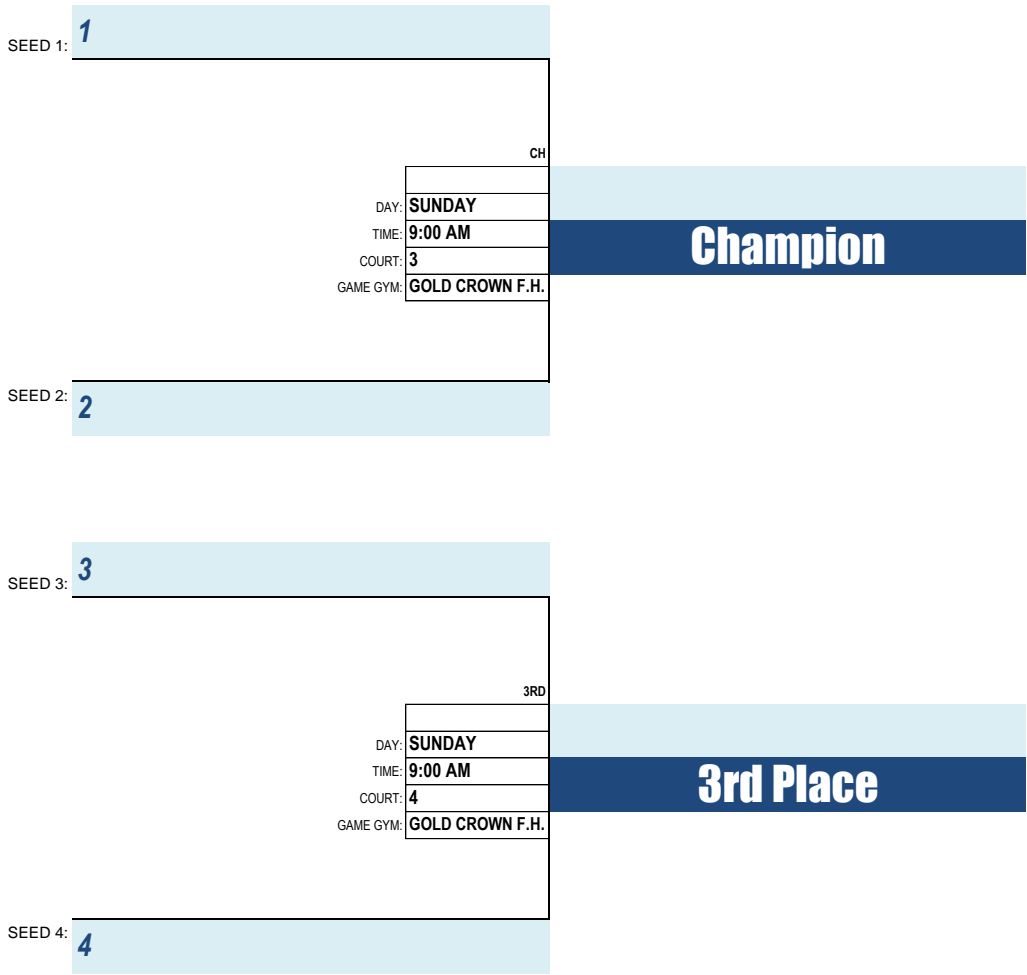 SEED 1: 1
CH
DAY: SUNDAY
TIME: 9:00 AM
COURT: 3
GAME GYM: GOLD CROWN F.H.
Champion
SEED 2: 2
SEED 3: 3
3RD
DAY: SUNDAY
TIME: 9:00 AM
COURT: 4
GAME GYM: GOLD CROWN F.H.
3rd Place
SEED 4: 4